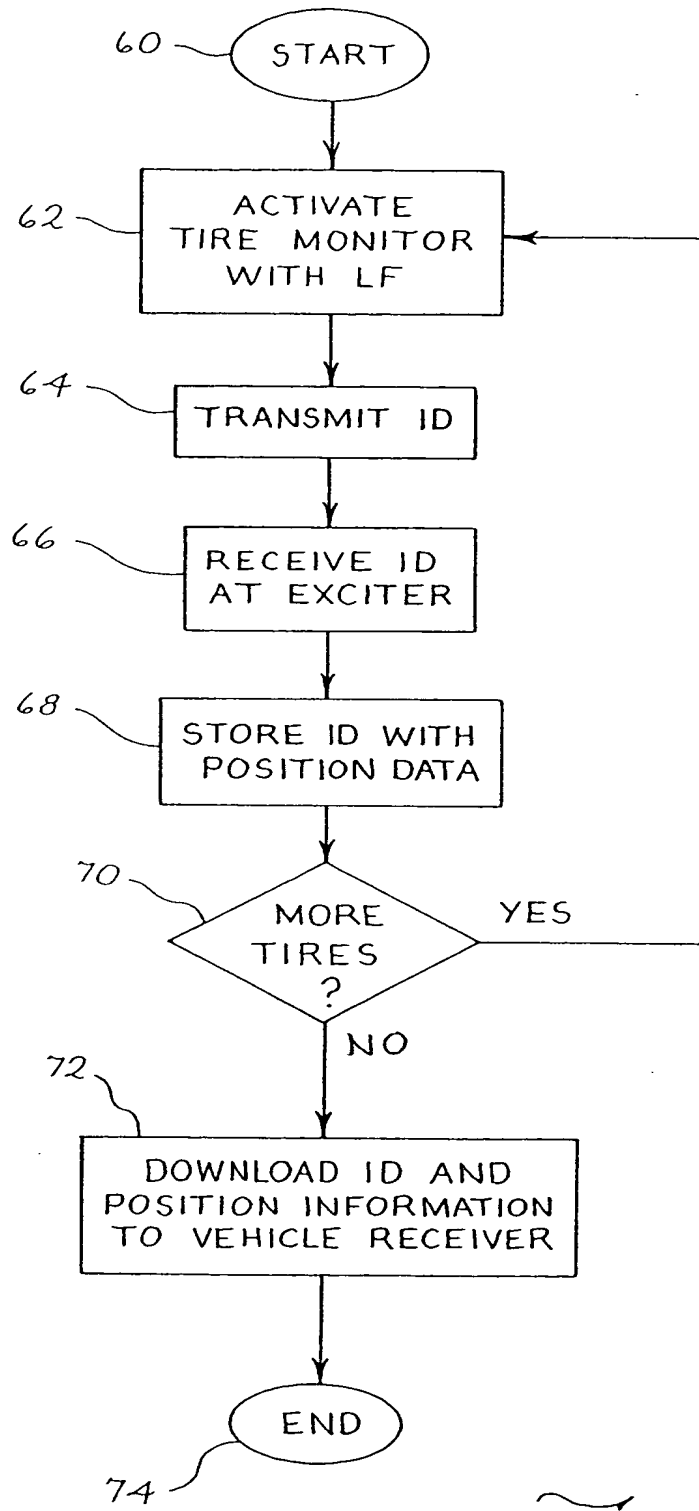 60
START
62
ACTIVATE
TIRE MONITOR
WITH LF
64
TRANSMIT ID
66
RECEIVE ID
AT EXCITER
68
STORE ID WITH
POSITION DATA
70
MORE
TIRES
?
YES
NO
72
DOWNLOAD ID AND
POSITION INFORMATION
TO VEHICLE RECEIVER
END
74